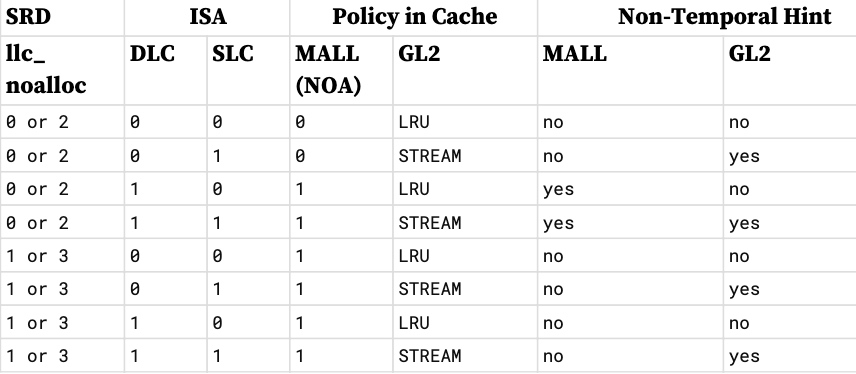 SRD ISA Policy in Cache Non-Temporal Hint
llc_ noalloc DLC SLC MALL (NOA) GL2 MALL GL2
0 or 2 0 0 0 LRU no no
0 or 2 0 1 0 STREAM no yes
0 or 2 1 0 1 LRU yes no
0 or 2 1 1 1 STREAM yes yes
1 or 3 0 0 1 LRU no no
1 or 3 0 1 1 STREAM no yes
1 or 3 1 0 1 LRU no no
1 or 3 1 1 1 STREAM no yes